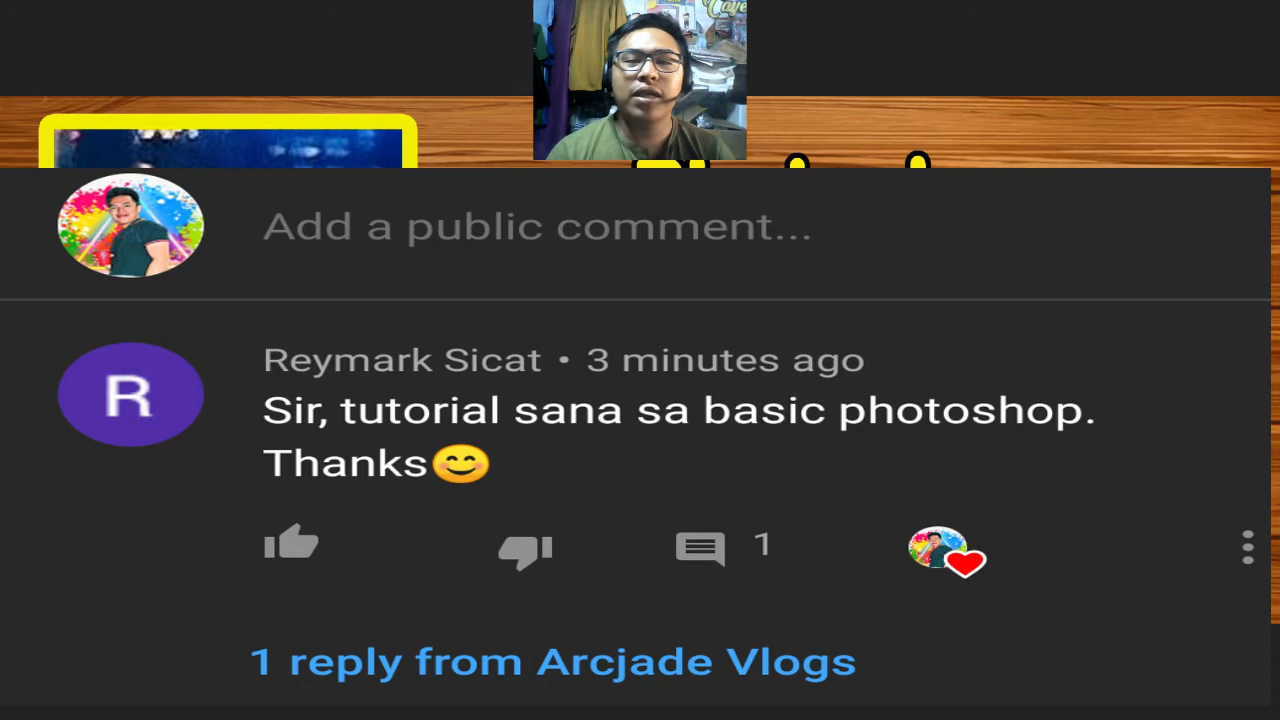 Add a public comment...
Reymark Sicat • 3 minutes ago
Sir, tutorial sana sa basic photoshop.
Thanks😊
1
1 reply from Arcjade Vlogs
R